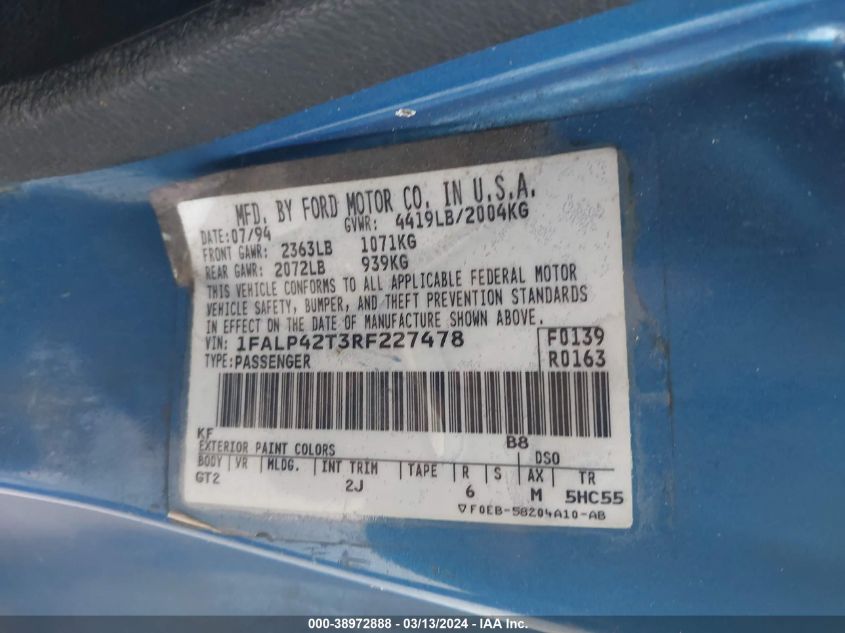 MFD. BY FORD MOTOR CO. IN U.S.A.
DATE: 07/94 GVWR: 4419LB/2004KG
FRONT GAWR: 2363LB 1071KG
REAR GAWR: 2072LB 939KG
THIS VEHICLE CONFORMS TO ALL APPLICABLE FEDERAL MOTOR
VEHICLE SAFETY, BUMPER, AND THEFT PREVENTION STANDARDS
IN EFFECT ON THE DATE OF MANUFACTURE SHOWN ABOVE.
VIN: 1FALP42T3RF227478 F0139
TYPE: PASSENGER R0163
KF B8
EXTERIOR PAINT COLORS DSO
BODY VR MLDG. INT TRIM TAPE R S AX TR
GT2 2J 6 M 5HC55
▽F0EB-58204A10-AB
000-38972888 | 03/13/2024 | IAAI.com